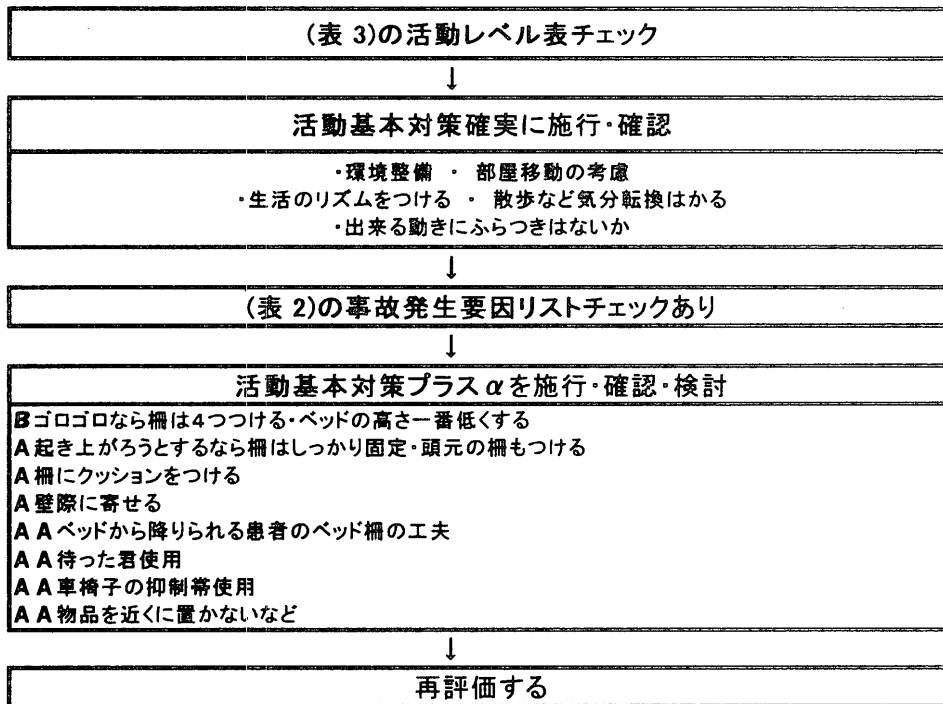 (表 3)の活動レベル表チェック
↓
活動基本対策確実に施行・確認
・環境整備 ・ 部屋移動の考慮
・生活のリズムをつける ・ 散歩など気分転換はかる
・出来る動きにふらつきはないか
↓
(表 2)の事故発生要因リストチェックあり
↓
活動基本対策プラスαを施行・確認・検討
Bゴロゴロなら柵は4つつける・ベッドの高さ一番低くする
A起き上がろうとするなら柵はしっかり固定・頭元の柵もつける
A柵にクッションをつける
A壁際に寄せる
AAベッドから降りられる患者のベッド柵の工夫
AA待った君使用
AA車椅子の抑制帯使用
AA物品を近くに置かないなど
↓
再評価する